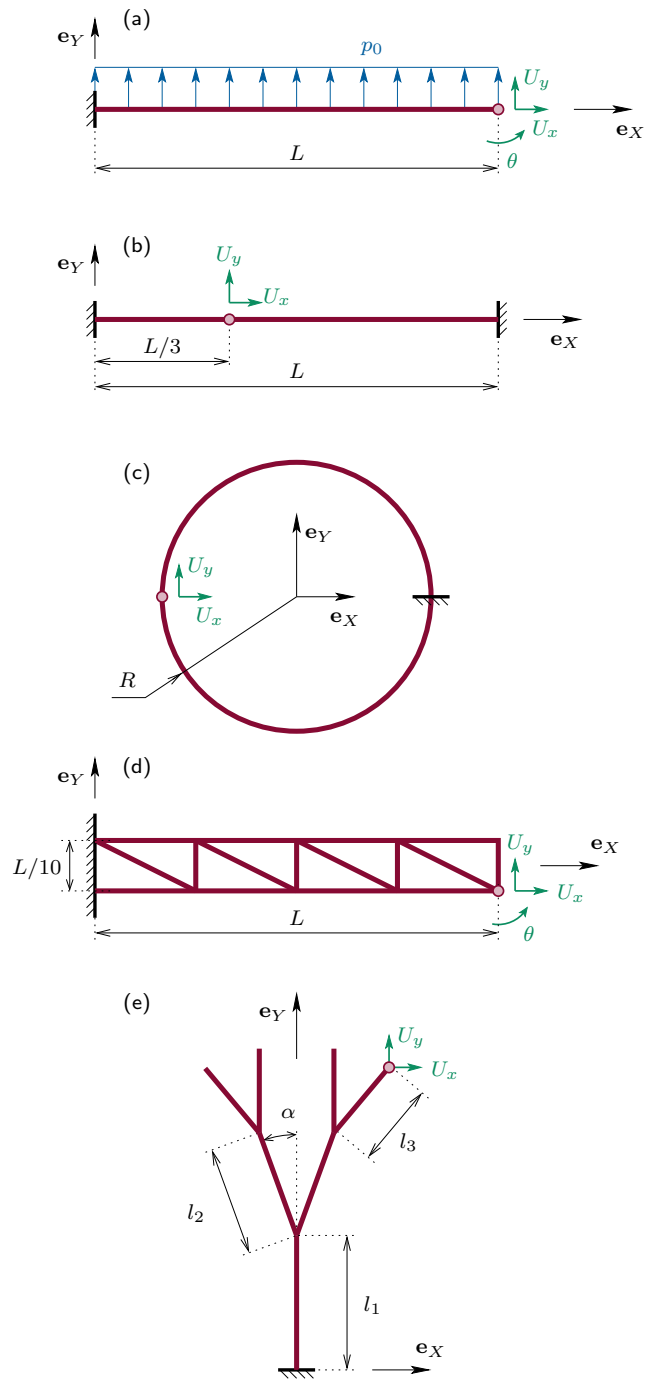 (a)
e_Y
p_0
U_y
U_x
e_X
θ
L
(b)
e_Y
U_y
U_x
e_X
L/3
L
(c)
e_Y
U_y
U_x
e_X
R
(d)
e_Y
L/10
U_y
e_X
U_x
θ
L
(e)
e_Y
U_y
U_x
α
l_3
l_2
l_1
e_X